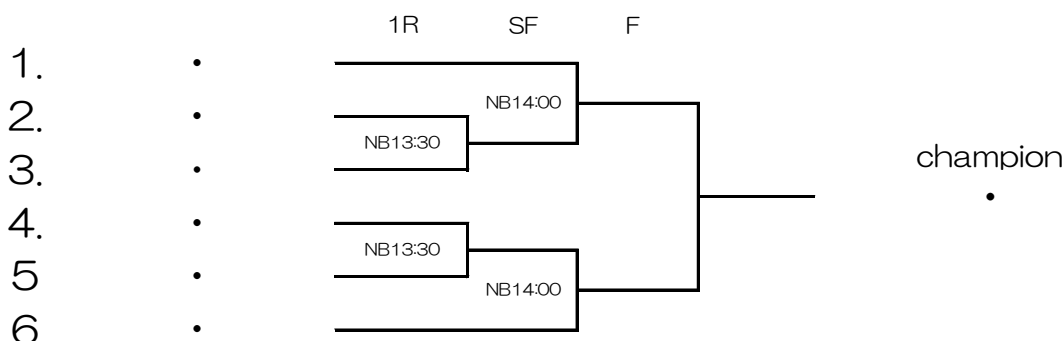 1R SF F
1. •
NB14:00
2. •
NB13:30
champion
3. •
•
4. •
NB13:30
5 •
NB14:00
6 •